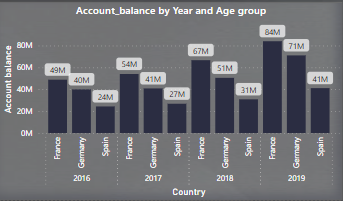 Account_balance by Year and Age group
Account balance
80M
60M
40M
20M
0M
49M
40M
24M
54M
41M
27M
67M
51M
31M
84M
71M
41M
France
Germany
Spain
France
Germany
Spain
France
Germany
Spain
France
Germany
Spain
2016
2017
2018
2019
Country